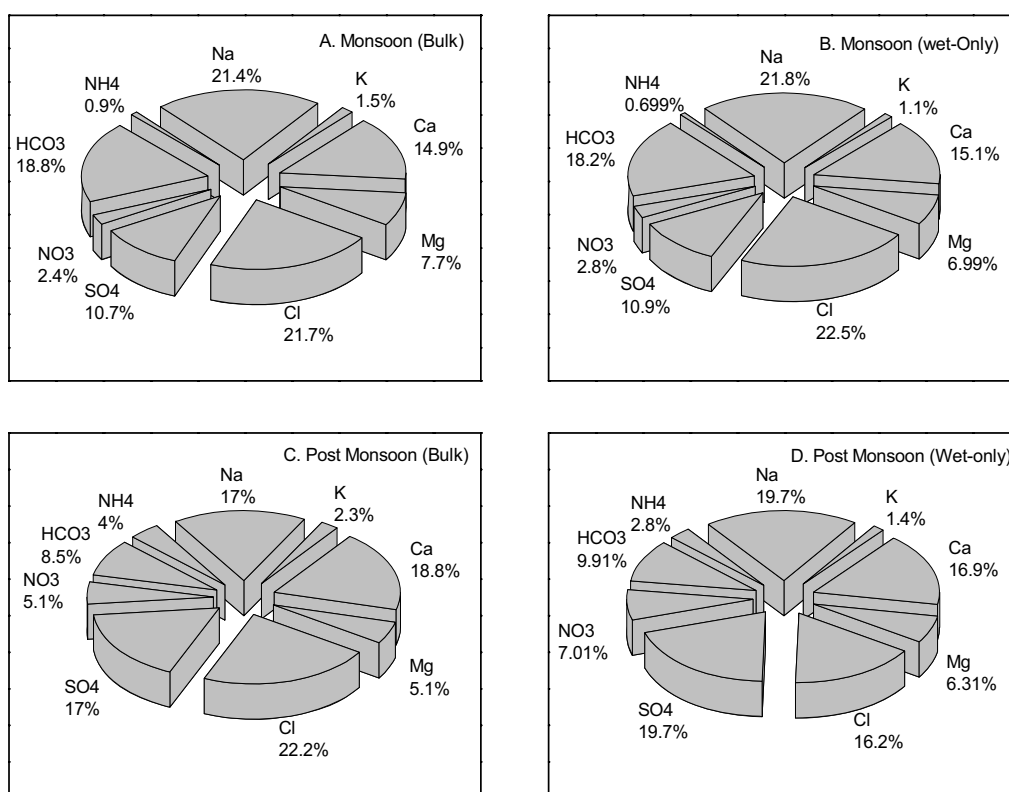 A. Monsoon (Bulk)
Na
21.4%
K
1.5%
Ca
14.9%
Mg
7.7%
Cl
21.7%
SO4
10.7%
NO3
2.4%
HCO3
18.8%
NH4
0.9%
B. Monsoon (wet-Only)
Na
21.8%
K
1.1%
Ca
15.1%
Mg
6.99%
Cl
22.5%
SO4
10.9%
NO3
2.8%
HCO3
18.2%
NH4
0.699%
C. Post Monsoon (Bulk)
Na
17%
K
2.3%
Ca
18.8%
Mg
5.1%
Cl
22.2%
SO4
17%
NO3
5.1%
HCO3
8.5%
NH4
4%
D. Post Monsoon (Wet-only)
Na
19.7%
K
1.4%
Ca
16.9%
Mg
6.31%
Cl
16.2%
SO4
19.7%
NO3
7.01%
HCO3
9.91%
NH4
2.8%